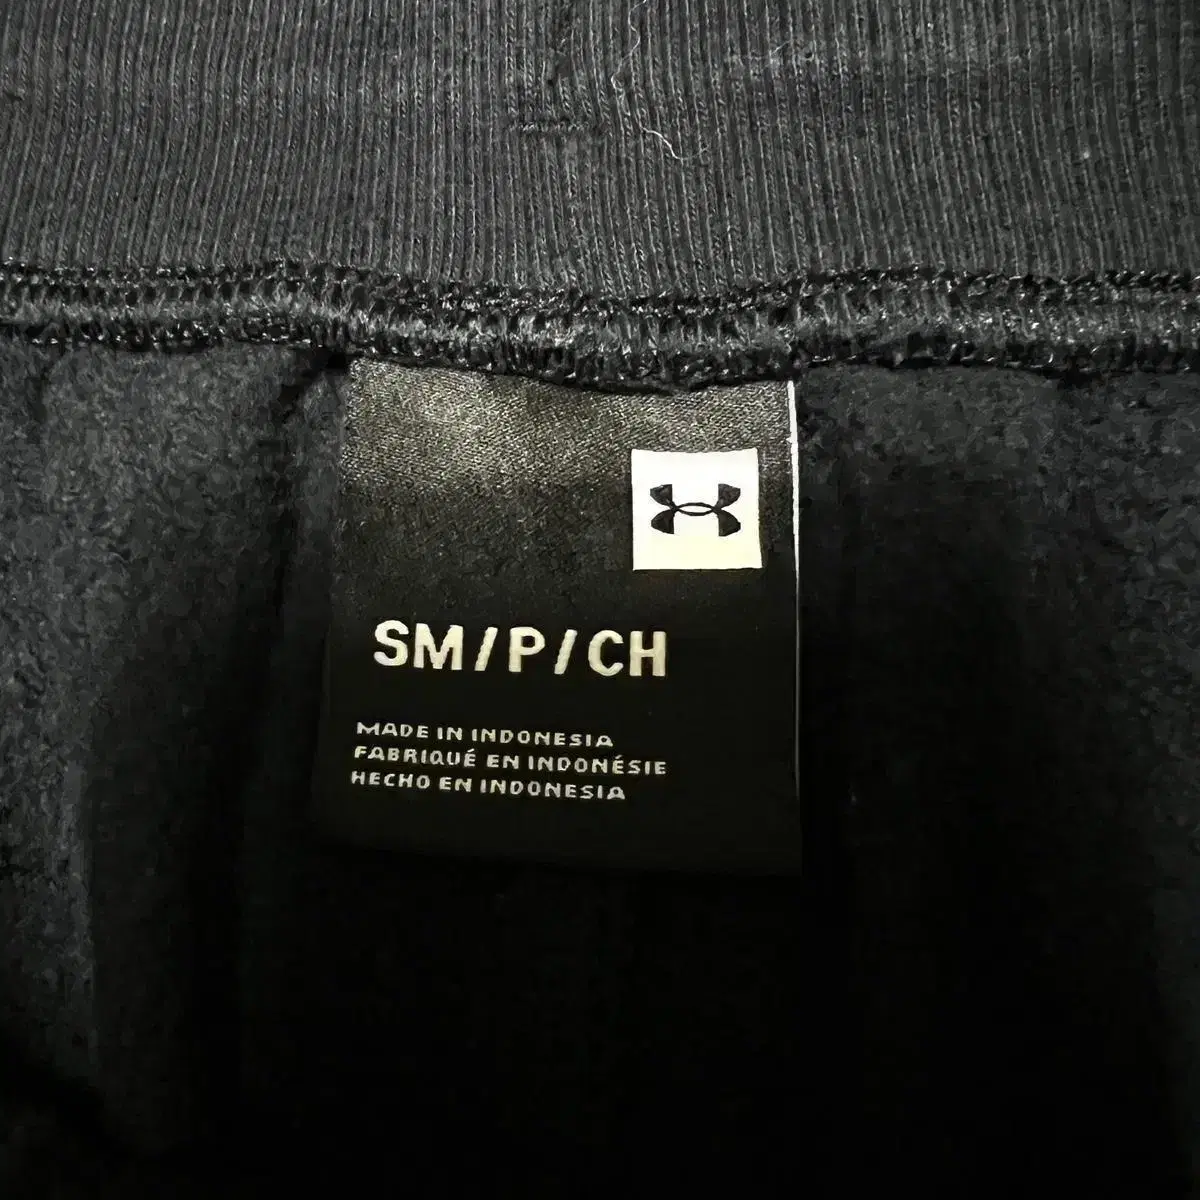 SM/P/CH
MADE IN INDONESIA
FABRIQUÉ EN INDONÉSIE
HECHO EN INDONESIA